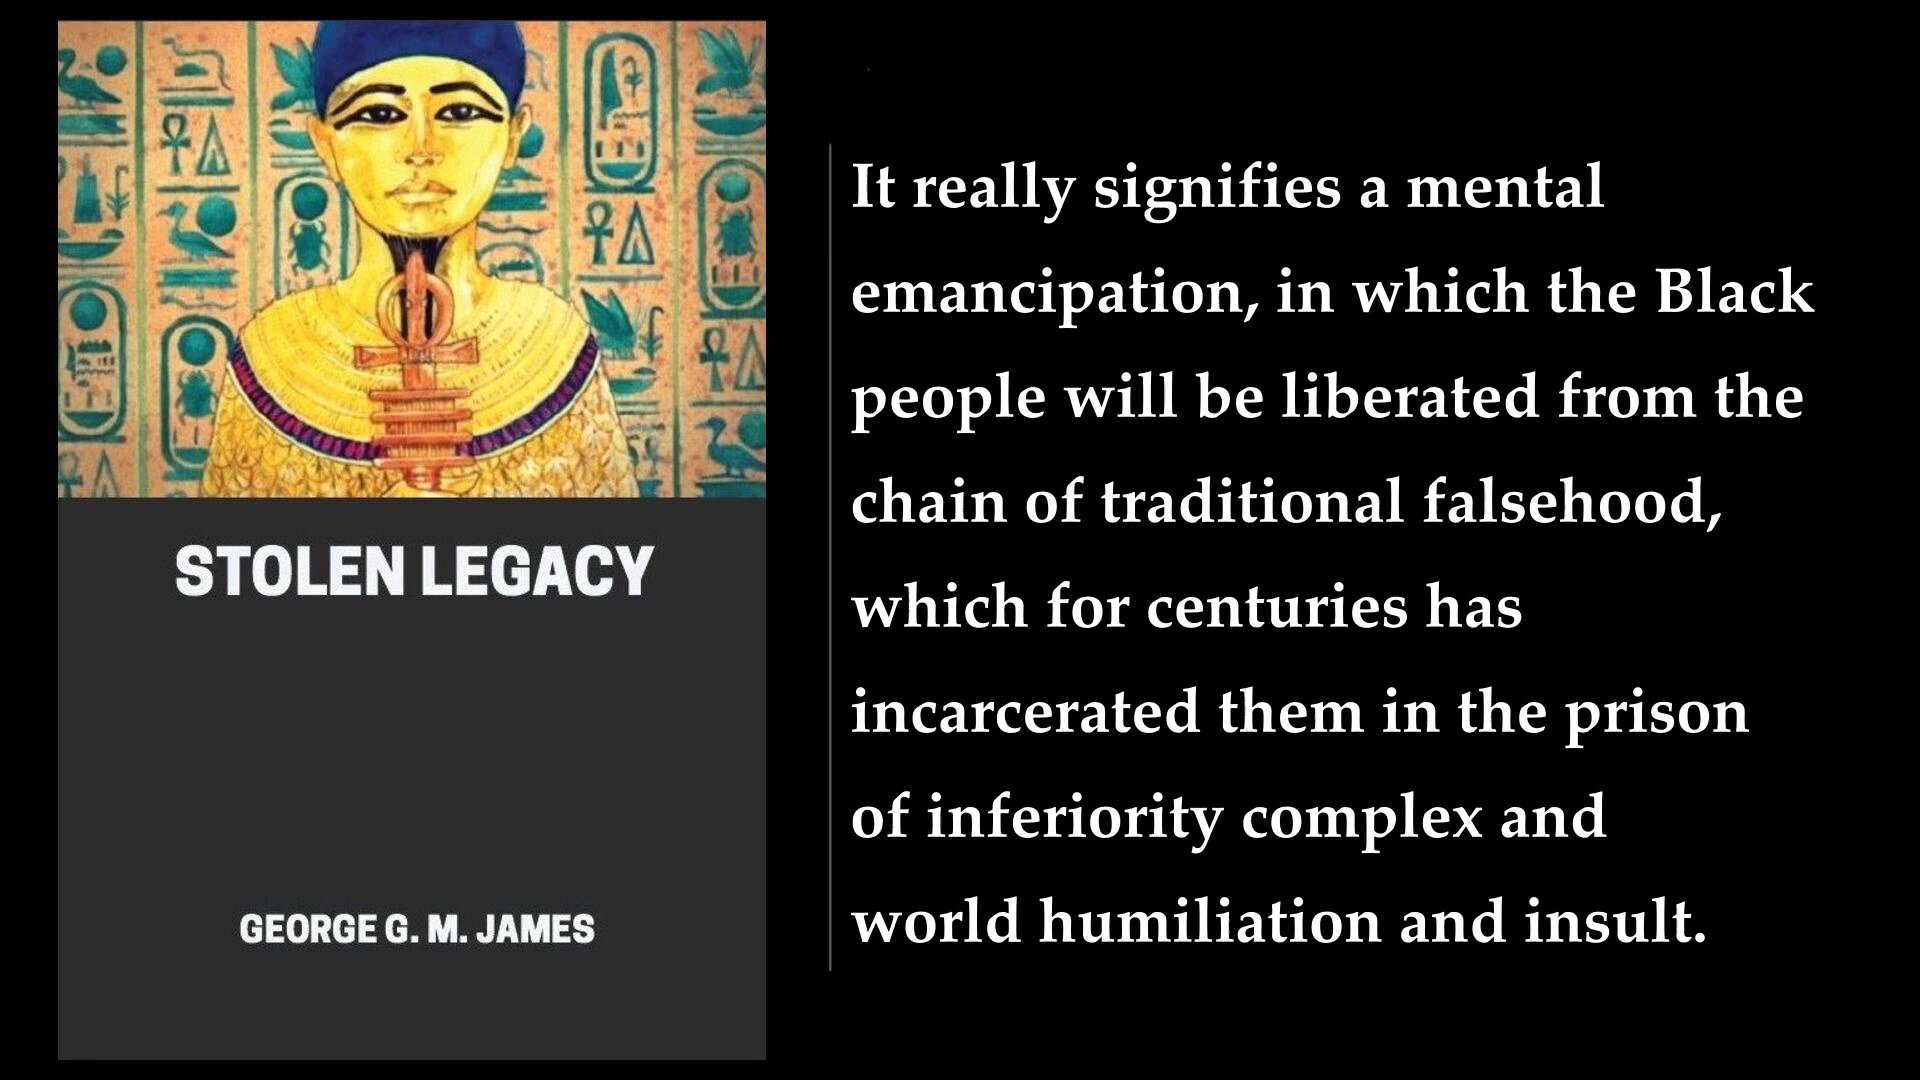 STOLEN LEGACY
GEORGE G. M. JAMES
It really signifies a mental
emancipation, in which the Black
people will be liberated from the
chain of traditional falsehood,
which for centuries has
incarcerated them in the prison
of inferiority complex and
world humiliation and insult.